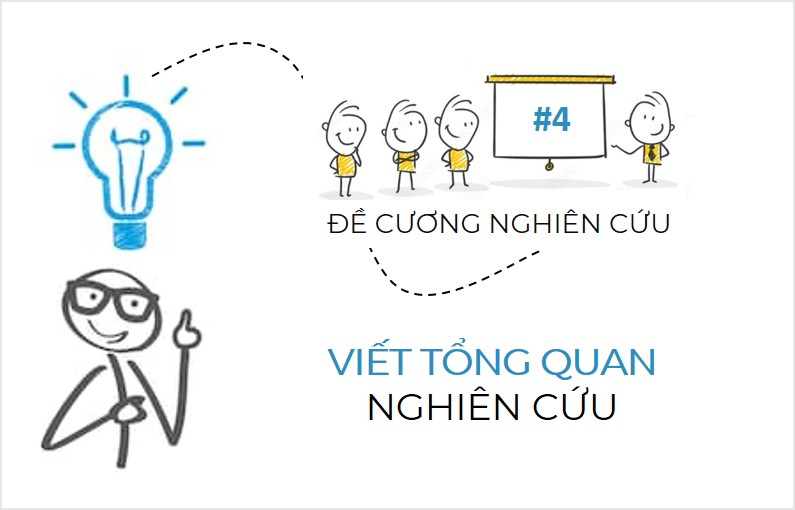 #4
ĐỀ CƯƠNG NGHIÊN CỨU
VIẾT TỔNG QUAN
NGHIÊN CỨU